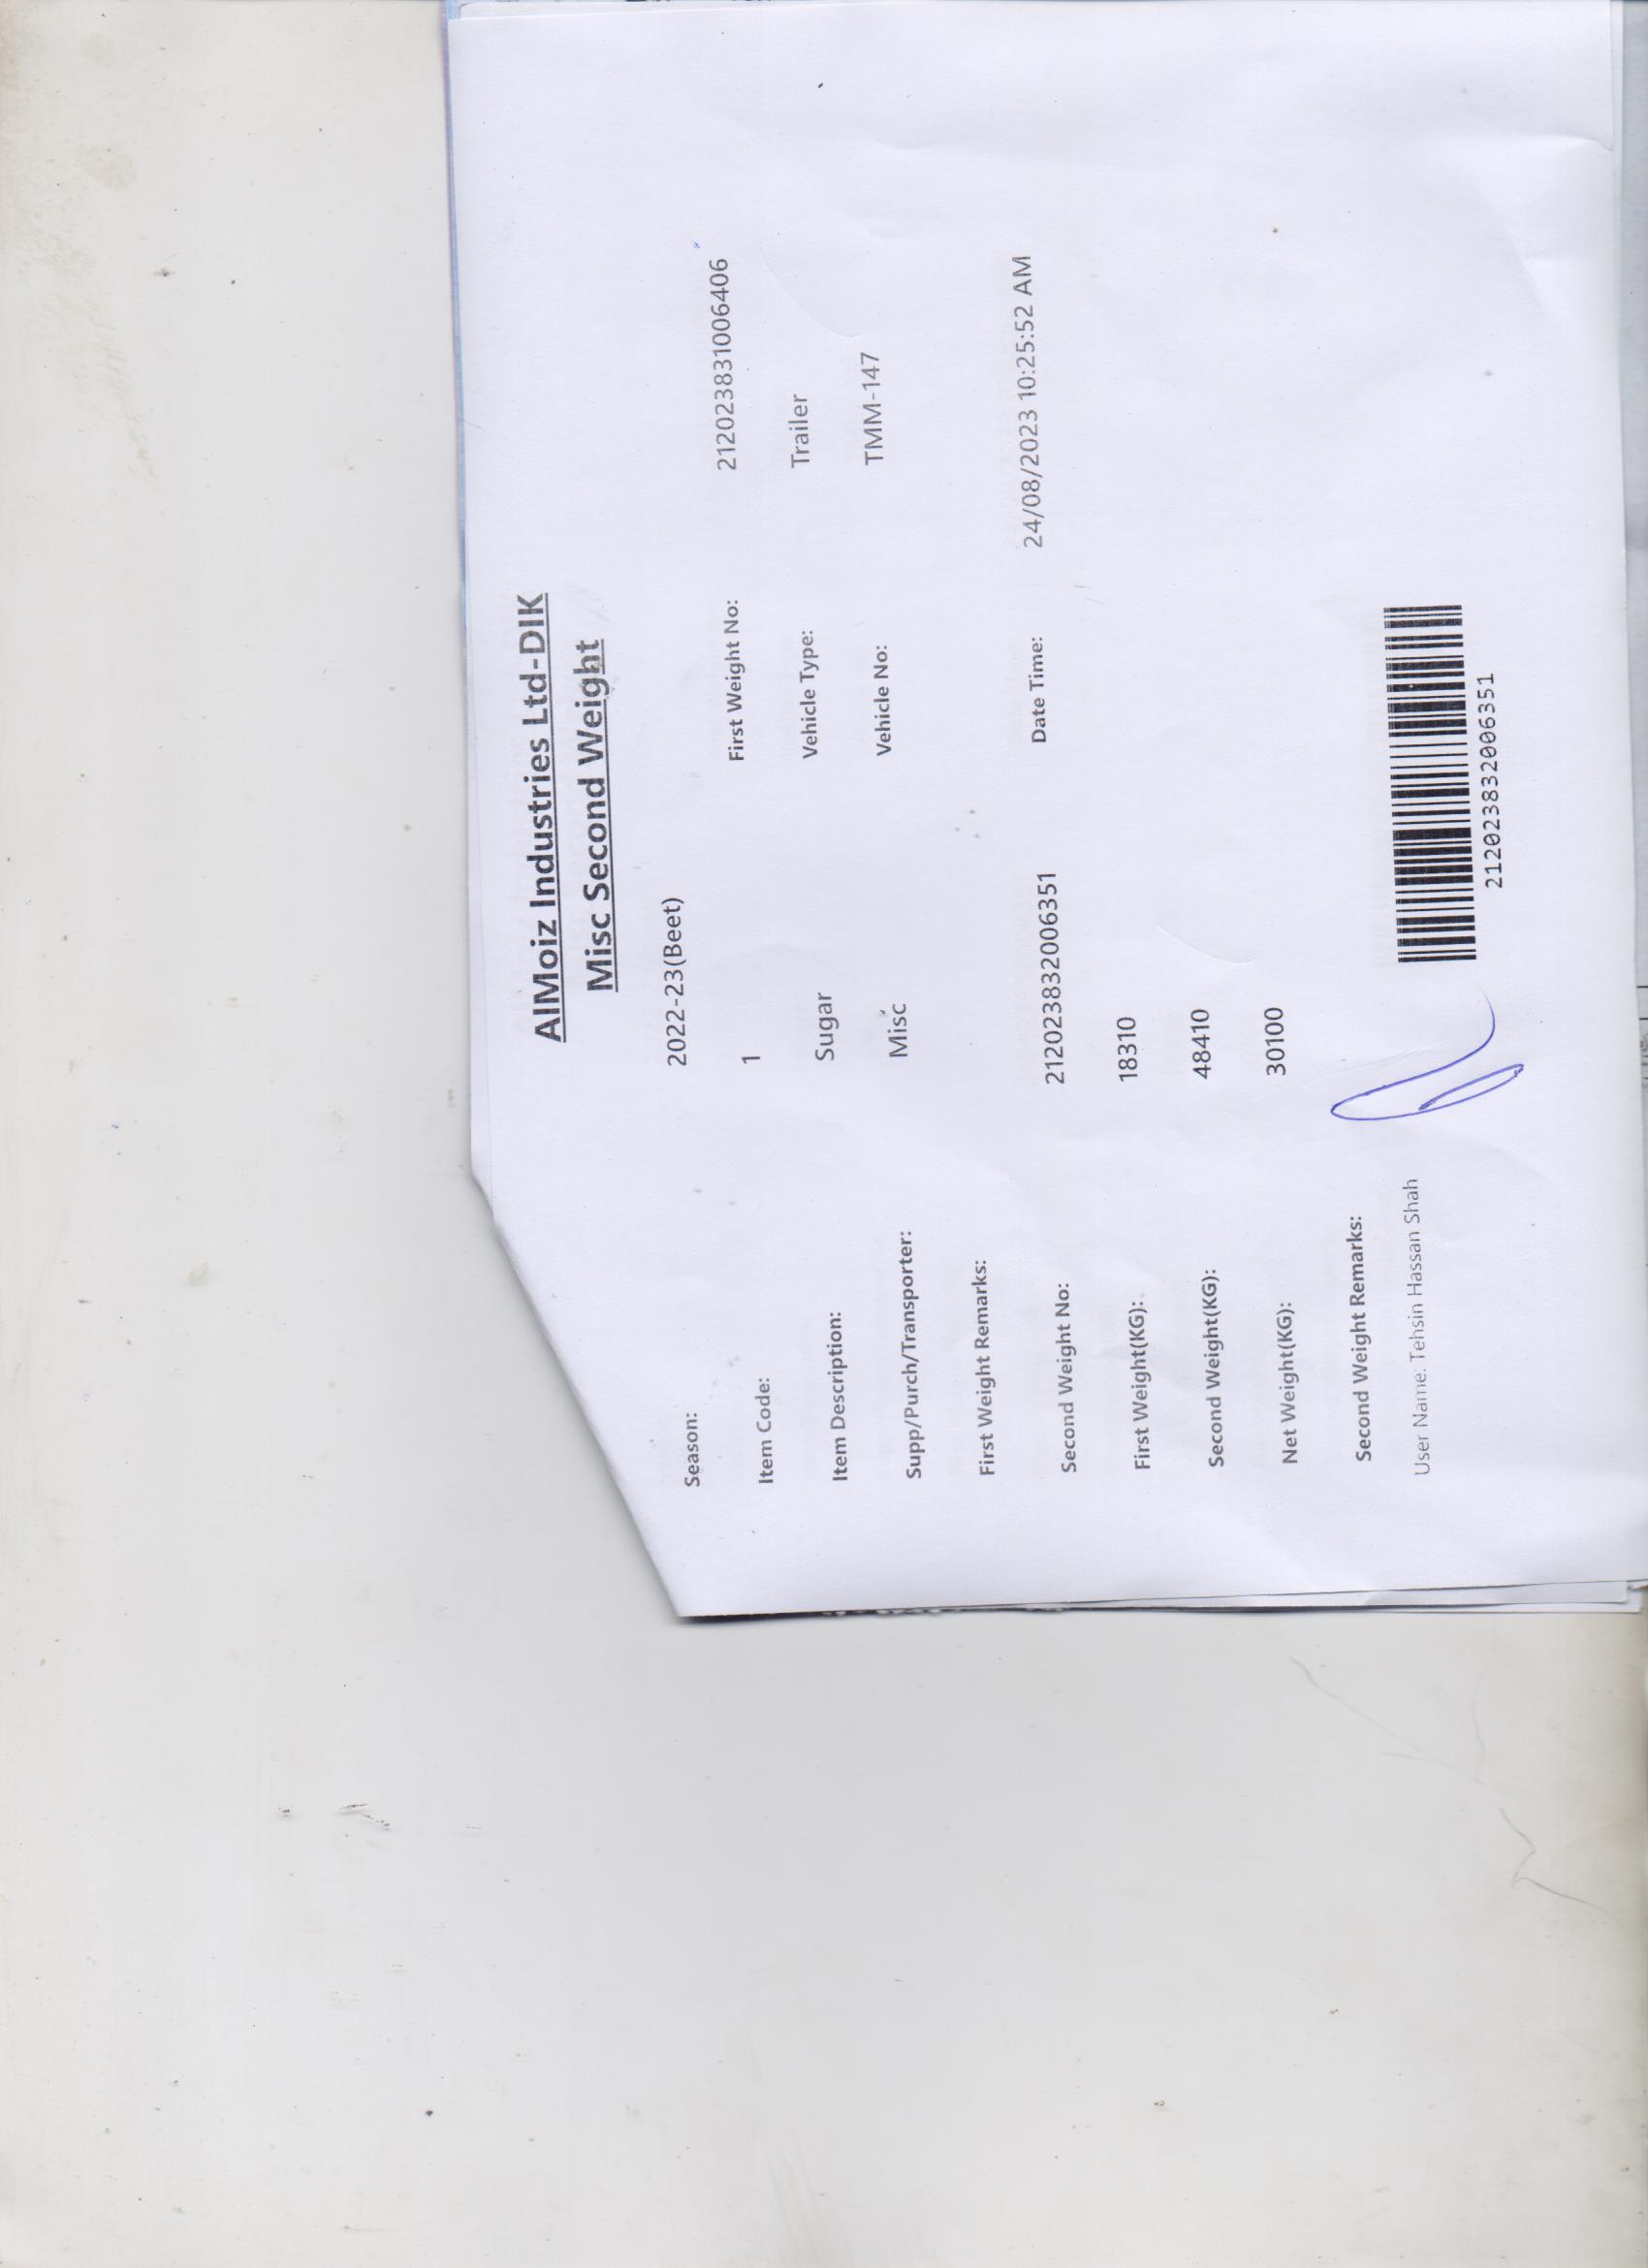 AlMoiz Industries Ltd-DIK
Misc Second Weight
Season: 2022-23(Beet)
Item Code: 1 First Weight No: 212023831006406
Item Description: Sugar Vehicle Type: Trailer
Supp/Purch/Transporter: Misc Vehicle No: TMM-147
First Weight Remarks:
Second Weight No: 212023832006351 Date Time: 24/08/2023 10:25:52 AM
First Weight(KG): 18310
Second Weight(KG): 48410
Net Weight(KG): 30100
Second Weight Remarks:
User Name: Tehsin Hassan Shah
212023832006351